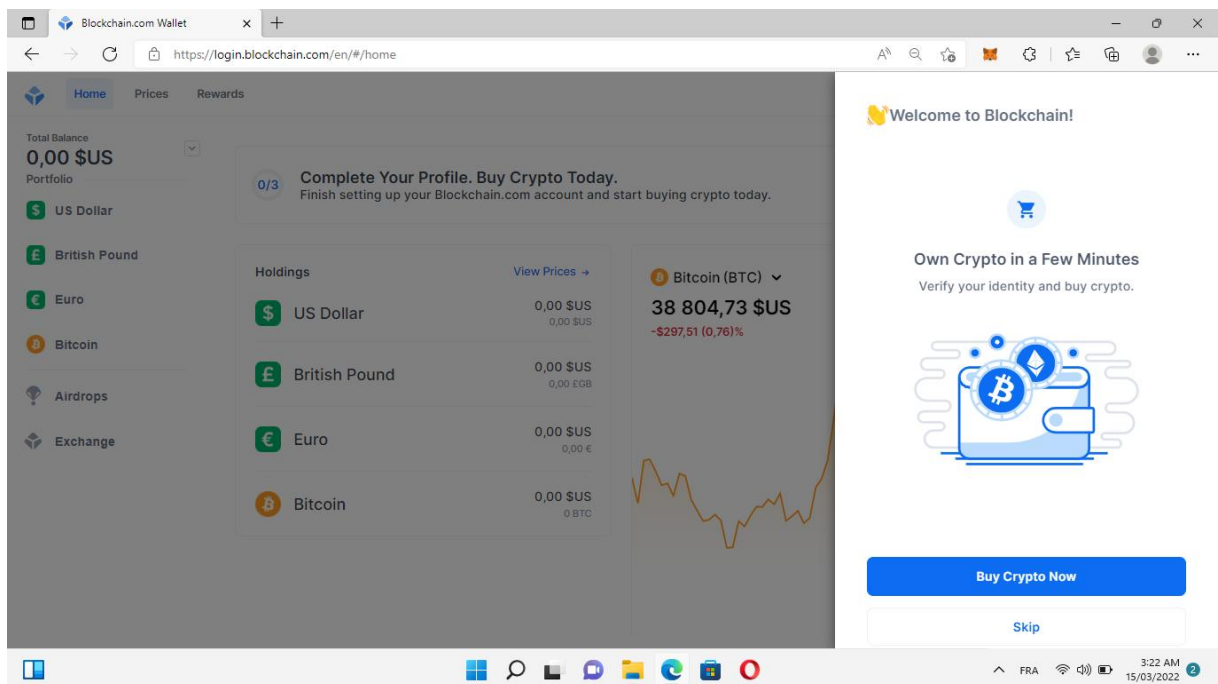 Blockchain.com Wallet
https://login.blockchain.com/en/#/home
Home Prices Rewards
Total Balance
0,00 $US
Portfolio
US Dollar
British Pound
Euro
Bitcoin
Airdrops
Exchange
0/3
Complete Your Profile. Buy Crypto Today.
Finish setting up your Blockchain.com account and start buying crypto today.
Holdings View Prices →
US Dollar 0,00 $US
0,00 $US
British Pound 0,00 $US
0,00 £GB
Euro 0,00 $US
0,00 €
Bitcoin 0,00 $US
0 BTC
Bitcoin (BTC)
38 804,73 $US
-$297,51 (0,76)%
Welcome to Blockchain!
Own Crypto in a Few Minutes
Verify your identity and buy crypto.
Buy Crypto Now
Skip
FRA
3:22 AM
15/03/2022
2